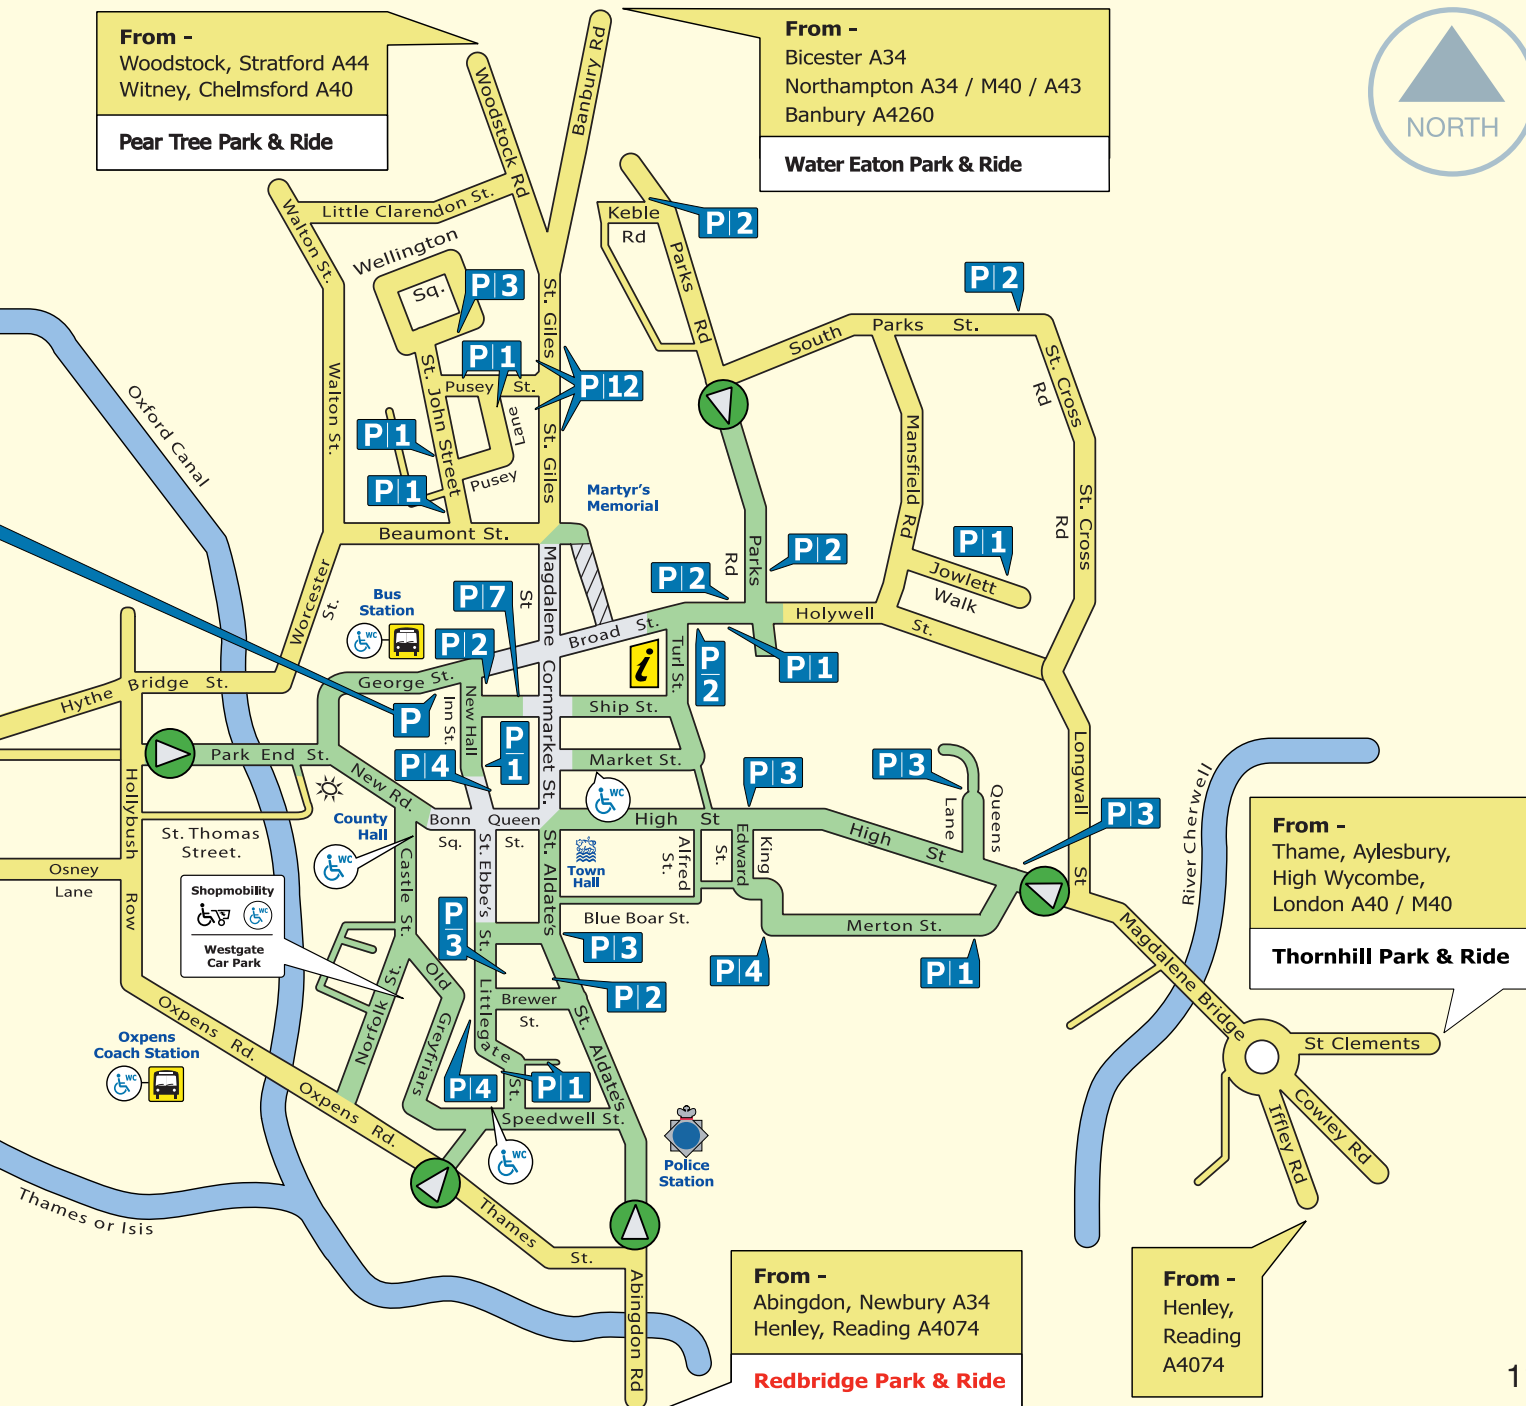 From -
Woodstock, Stratford A44
Witney, Chelmsford A40
Pear Tree Park & Ride
From -
Bicester A34
Northampton A34 / M40 / A43
Banbury A4260
Water Eaton Park & Ride
NORTH
Woodstock Rd
Banbury Rd
Little Clarendon St.
Walton St.
Wellington
Sq.
P 3
St. Giles
Keble
Rd
P 2
Parks
Rd
P 2
South Parks St.
St. Cross
Rd
P 1
Pusey St.
P 12
St. John Street
Lane
Pusey
P 1
P 1
Walton St.
St. Giles
Oxford Canal
Martyr's
Memorial
Mansfield Rd
St. Cross
Rd
P 1
Jowlett
Walk
Beaumont St.
Parks
Rd
P 2
P 2
Holywell
St.
Worcester
St.
Bus
Station
WC
P 7
P 2
Magdalene
St
Broad St.
i
Turl St.
P 2
P 1
Hythe Bridge St.
George St.
P
New Hall
Inn St.
Cornmarket St.
Ship St.
Park End St.
P 4
P 1
Market St.
WC
P 3
P 3
Queens
Lane
Longwall
St
P 3
River Cherwell
Hollybush
Row
New Rd.
County
Hall
WC
Bonn
Sq.
Queen
St.
High St
High St
St. Thomas
Street.
Osney
Lane
Shopmobility
WC
Westgate
Car Park
Castle St.
St. Ebbe's
St.
St. Aldate's
Town
Hall
Alfred
St.
King
Edward
St.
Blue Boar St.
Merton St.
P 3
P 3
P 4
P 1
From -
Thame, Aylesbury,
High Wycombe,
London A40 / M40
Thornhill Park & Ride
Magdalene Bridge
St Clements
Cowley Rd
Iffley Rd
Oxpens Rd.
Oxpens
Coach Station
WC
Norfolk St.
Old
Greyfriars
Littlegate
St.
Brewer
St.
P 2
P 4
P 1
St. Aldate's
Speedwell St.
WC
Oxpens Rd.
Police
Station
Thames or Isis
Thames
St.
Abingdon Rd
From -
Abingdon, Newbury A34
Henley, Reading A4074
Redbridge Park & Ride
From -
Henley,
Reading
A4074
1